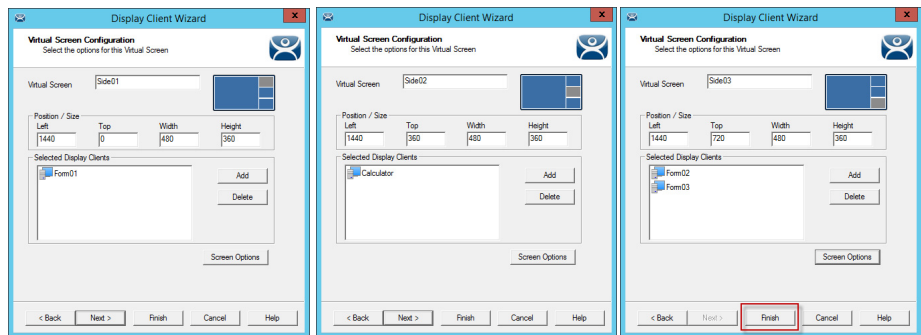 Display Client Wizard
x
Virtual Screen Configuration
Select the options for this Virtual Screen
Virtual Screen
Side01
Position / Size
Left Top Width Height
1440 0 480 360
Selected Display Clients
Form01
Add
Delete
Screen Options
< Back Next > Finish Cancel Help
Display Client Wizard
x
Virtual Screen Configuration
Select the options for this Virtual Screen
Virtual Screen
Side02
Position / Size
Left Top Width Height
1440 360 480 360
Selected Display Clients
Calculator
Add
Delete
Screen Options
< Back Next > Finish Cancel Help
Display Client Wizard
x
Virtual Screen Configuration
Select the options for this Virtual Screen
Virtual Screen
Side03
Position / Size
Left Top Width Height
1440 720 480 360
Selected Display Clients
Form02
Form03
Add
Delete
Screen Options
< Back Next > Finish Cancel Help